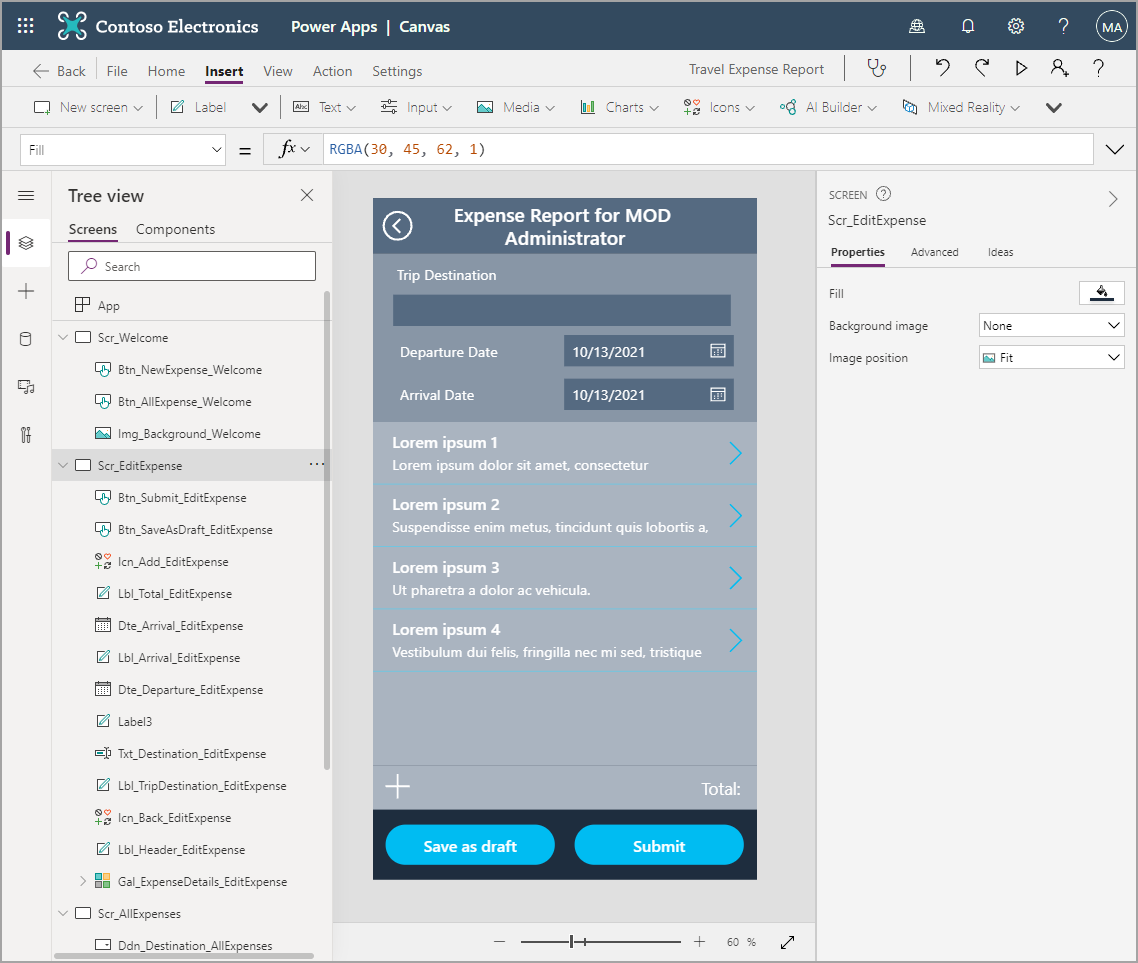 Contoso Electronics Power Apps | Canvas MA
Back File Home Insert View Action Settings Travel Expense Report ?
New screen Label Abc Text Input Media Charts Icons AI Builder Mixed Reality
Fill = fx RGBA(30, 45, 62, 1)
Tree view
Screens Components
Search
App
Scr_Welcome
Btn_NewExpense_Welcome
Btn_AllExpense_Welcome
Img_Background_Welcome
Scr_EditExpense ...
Btn_Submit_EditExpense
Btn_SaveAsDraft_EditExpense
Icn_Add_EditExpense
Lbl_Total_EditExpense
Dte_Arrival_EditExpense
Lbl_Arrival_EditExpense
Dte_Departure_EditExpense
Label3
Txt_Destination_EditExpense
Lbl_TripDestination_EditExpense
Icn_Back_EditExpense
Lbl_Header_EditExpense
Gal_ExpenseDetails_EditExpense
Scr_AllExpenses
Ddn_Destination_AllExpenses
Expense Report for MOD
Administrator
Trip Destination
Departure Date 10/13/2021
Arrival Date 10/13/2021
Lorem ipsum 1
Lorem ipsum dolor sit amet, consectetur
Lorem ipsum 2
Suspendisse enim metus, tincidunt quis lobortis a,
Lorem ipsum 3
Ut pharetra a dolor ac vehicula.
Lorem ipsum 4
Vestibulum dui felis, fringilla nec mi sed, tristique
Total:
Save as draft Submit
60 %
SCREEN ?
Scr_EditExpense
Properties Advanced Ideas
Fill
Background image None
Image position Fit